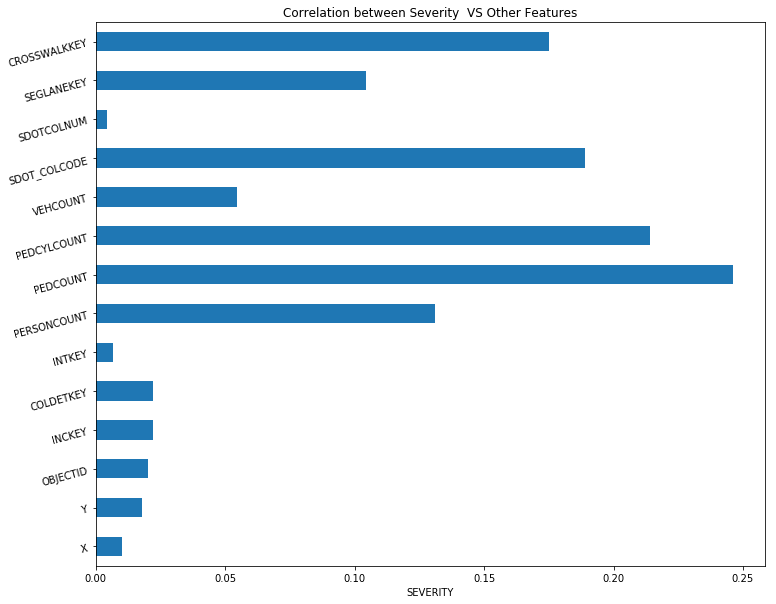 Correlation between Severity  VS Other Features
CROSSWALKKEY
SEGLANEKEY
SDOTCOLNUM
SDOT_COLCODE
VEHCOUNT
PEDCYLCOUNT
PEDCOUNT
PERSONCOUNT
INTKEY
COLDETKEY
INCKEY
OBJECTID
Y
X
0.00 0.05 0.10 0.15 0.20 0.25
SEVERITY